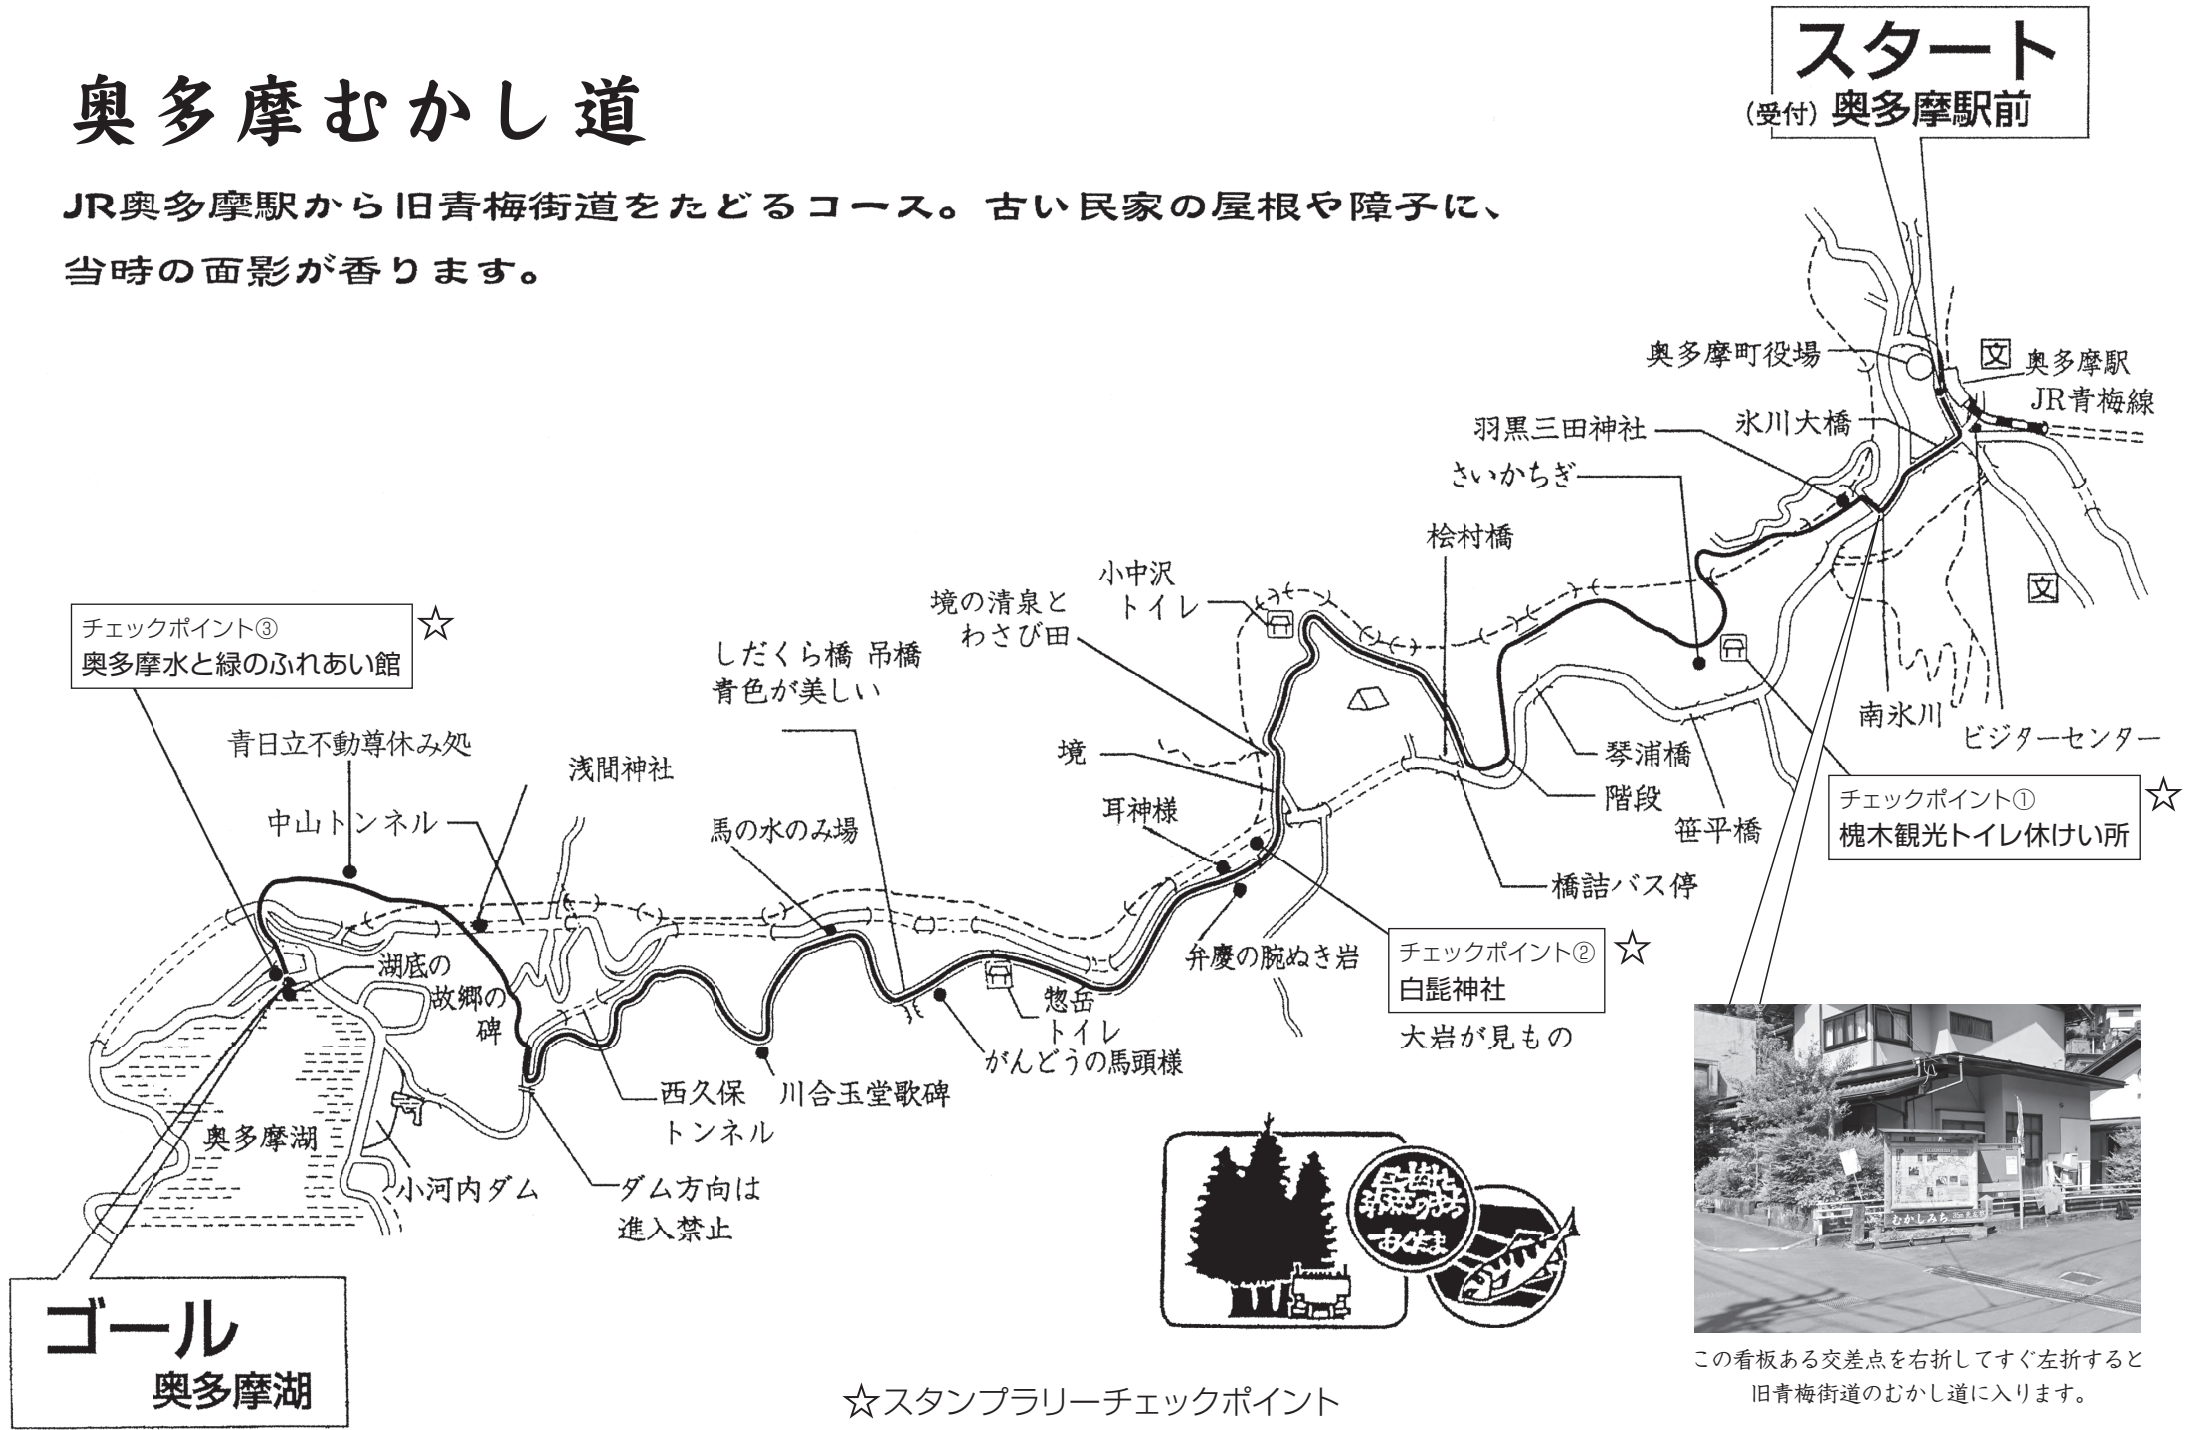 スタート
(受付) 奥多摩駅前
奥多摩むかし道
JR奥多摩駅から旧青梅街道をたどるコース。古い民家の屋根や障子に、
当時の面影が香ります。
奥多摩町役場
文
奥多摩駅
JR青梅線
羽黒三田神社
氷川大橋
さいかちぎ
桧村橋
小中沢
トイレ
境の清泉と
わさび田
文
チェックポイント③
奥多摩水と緑のふれあい館
☆
しだくら橋 吊橋
青色が美しい
南氷川
ビジターセンター
青目立不動尊休み処
浅間神社
境
琴浦橋
階段
笹平橋
チェックポイント①
槐木観光トイレ休けい所
☆
中山トンネル
馬の水のみ場
耳神様
橋詰バス停
弁慶の腕ぬき岩
チェックポイント②
白髭神社
☆
大岩が見もの
湖底の
故郷の
碑
惣岳
トイレ
がんどうの馬頭様
西久保
トンネル
川合玉堂歌碑
奥多摩湖
小河内ダム
ダム方向は
進入禁止
おくたま
むかしみち
ゴール
奥多摩湖
☆スタンプラリーチェックポイント
この看板ある交差点を右折してすぐ左折すると
旧青梅街道のむかし道に入ります。